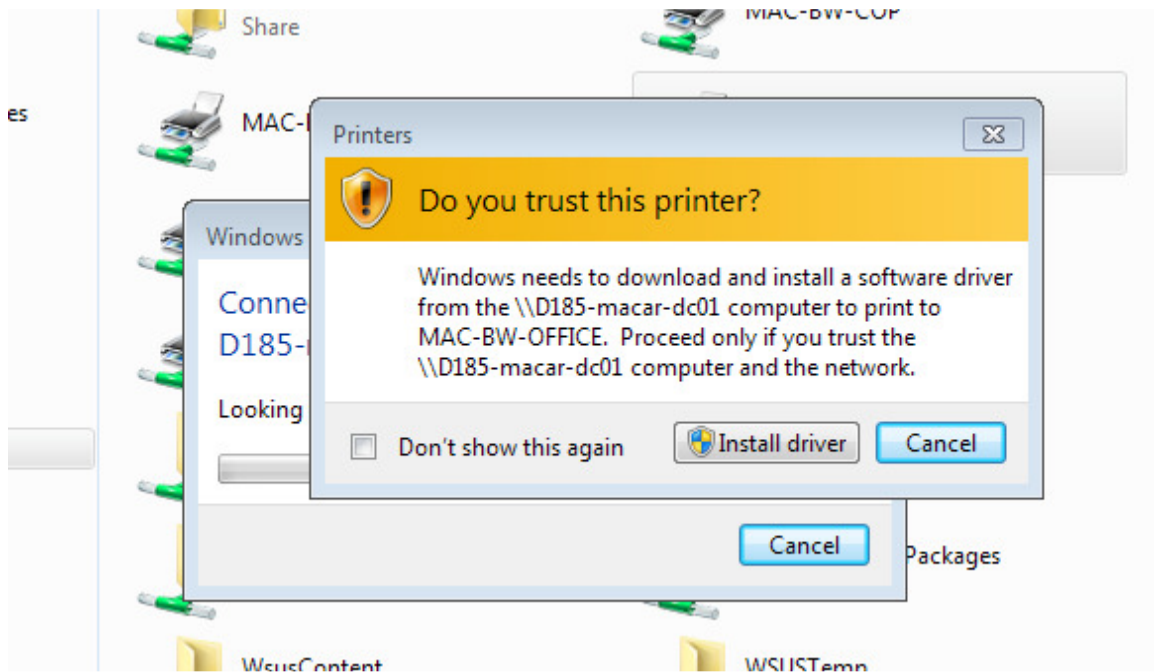 Share
MAC-BW-COP
es
MAC-
Printers
Do you trust this printer?
Windows
Windows needs to download and install a software driver
from the \\D185-macar-dc01 computer to print to
MAC-BW-OFFICE. Proceed only if you trust the
\\D185-macar-dc01 computer and the network.
Conne
D185-
Looking
Don't show this again
Install driver
Cancel
Cancel
Packages
WsusContent
WSUSTemp